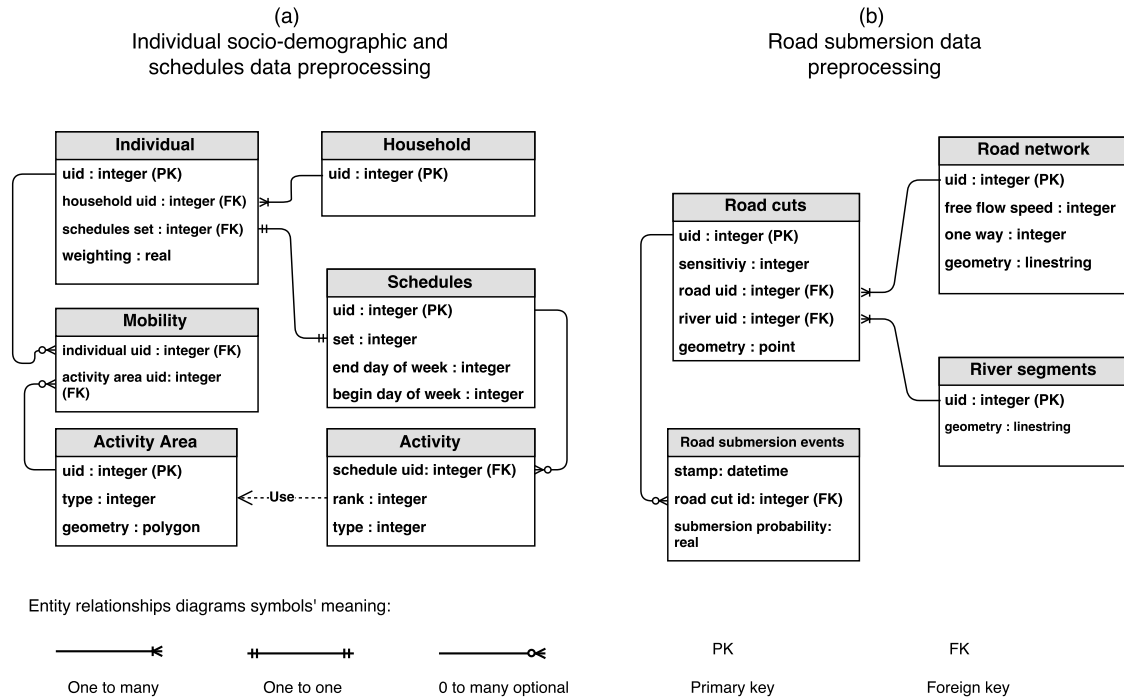 (a)
Individual socio-demographic and
schedules data preprocessing
(b)
Road submersion data
preprocessing
Individual
uid : integer (PK)
household uid : integer (FK)
schedules set : integer (FK)
weighting : real
Household
uid : integer (PK)
Mobility
individual uid : integer (FK)
activity area uid: integer
(FK)
Schedules
uid : integer (PK)
set : integer
end day of week : integer
begin day of week : integer
Activity Area
uid : integer (PK)
type : integer
geometry : polygon
Use
Activity
schedule uid: integer (FK)
rank : integer
type : integer
Road cuts
uid : integer (PK)
sensitiviy : integer
road uid : integer (FK)
river uid : integer (FK)
geometry : point
Road network
uid : integer (PK)
free flow speed : integer
one way : integer
geometry : linestring
River segments
uid : integer (PK)
geometry : linestring
Road submersion events
stamp: datetime
road cut id: integer (FK)
submersion probability:
real
Entity relationships diagrams symbols' meaning:
PK
FK
One to many
One to one
0 to many optional
Primary key
Foreign key